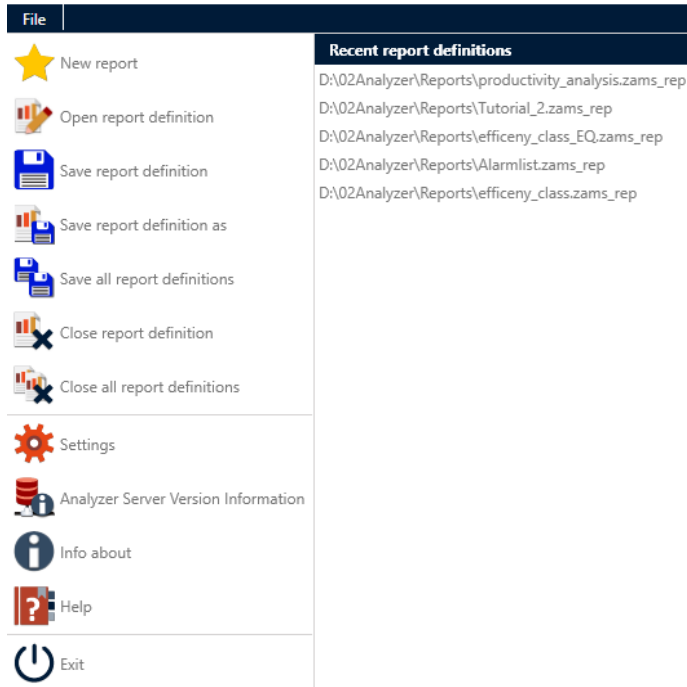 File
New report
Open report definition
Save report definition
Save report definition as
Save all report definitions
Close report definition
Close all report definitions
Settings
Analyzer Server Version Information
Info about
Help
Exit
Recent report definitions
D:\02Analyzer\Reports\productivity_analysis.zams_rep
D:\02Analyzer\Reports\Tutorial_2.zams_rep
D:\02Analyzer\Reports\efficeny_class_EQ.zams_rep
D:\02Analyzer\Reports\Alarmlist.zams_rep
D:\02Analyzer\Reports\efficeny_class.zams_rep